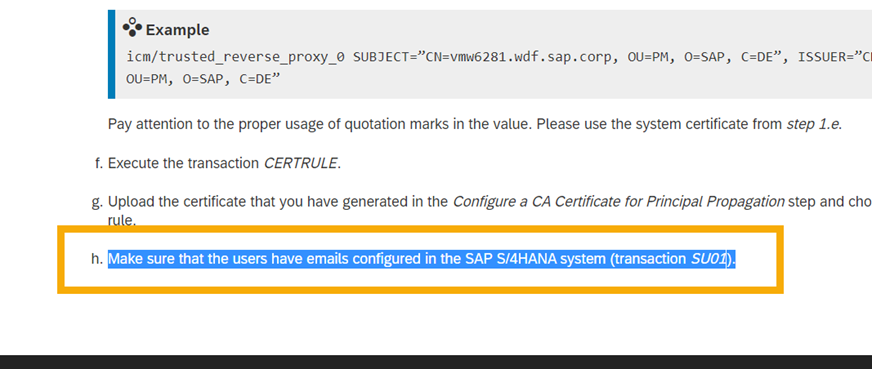 Example
icm/trusted_reverse_proxy_0 SUBJECT=”CN=vmw6281.wdf.sap.corp, OU=PM, O=SAP, C=DE”, ISSUER=”
OU=PM, O=SAP, C=DE”
Pay attention to the proper usage of quotation marks in the value. Please use the system certificate from step 1.e.
f. Execute the transaction CERTRULE.
g. Upload the certificate that you have generated in the Configure a CA Certificate for Principal Propagation step and
rule.
h. Make sure that the users have emails configured in the SAP S/4HANA system (transaction SU01).